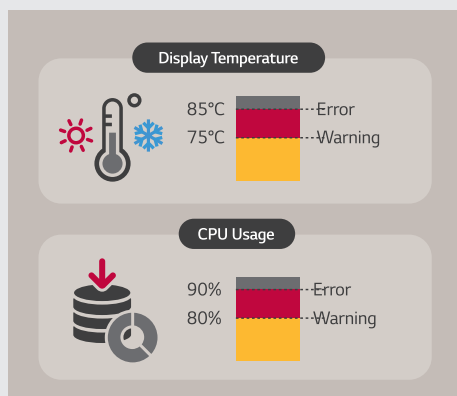 Display Temperature
85°C Error
75°C Warning
CPU Usage
90% Error
80% Warning